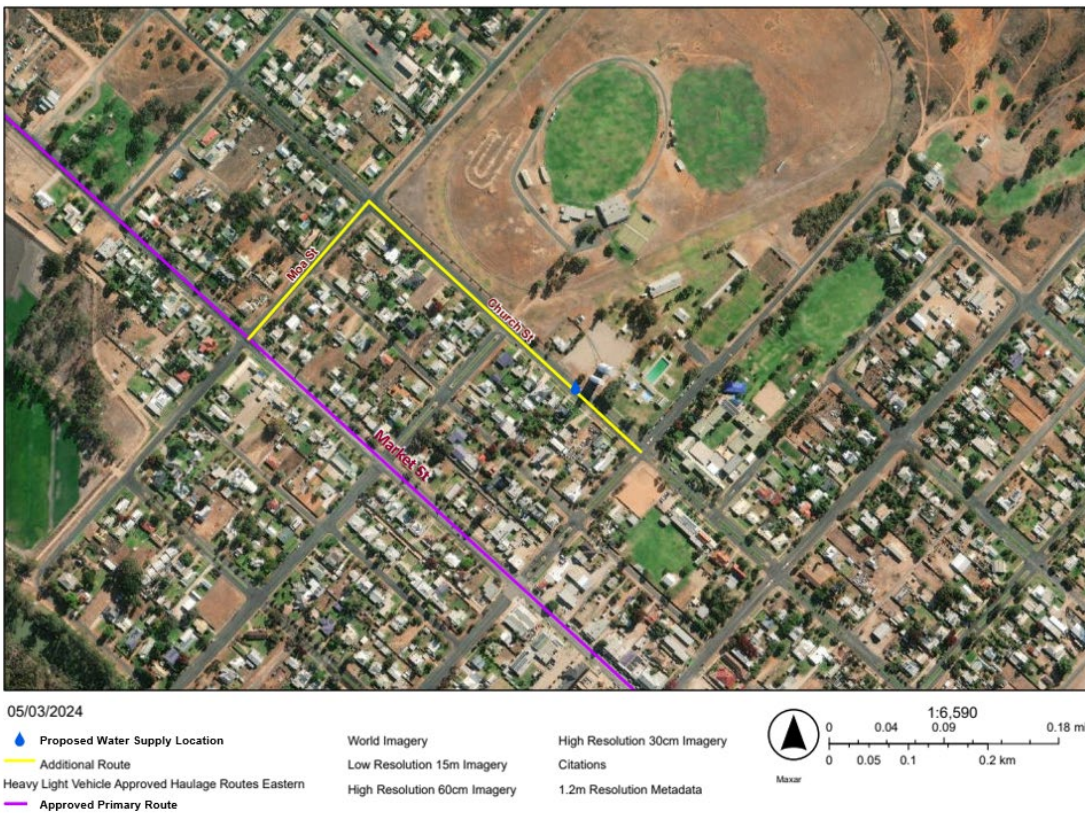 Moa St
Church St
Market St
05/03/2024
Proposed Water Supply Location
Additional Route
Heavy Light Vehicle Approved Haulage Routes Eastern
Approved Primary Route
World Imagery
Low Resolution 15m Imagery
High Resolution 60cm Imagery
High Resolution 30cm Imagery
Citations
1.2m Resolution Metadata
Maxar
1:6,590
0 0.04 0.09 0.18 mi
0 0.05 0.1 0.2 km